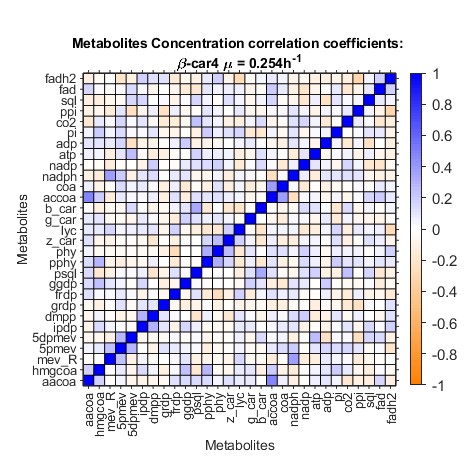 Metabolites Concentration correlation coefficients:
β-car4 μ = 0.254h⁻¹
fadh2
fad
sql
ppi
co2
pi
adp
atp
nadp
nadph
coa
accoa
b_car
g_car
lyc
z_car
phy
pphy
psql
ggdp
frdp
grdp
dmpp
ipdp
5dpmev
5pmev
mev_R
hmgcoa
aacoa
Metabolites
aacoa
hmgcoa
mev_R
5pmev
5dpmev
ipdp
dmpp
grdp
frdp
ggdp
psql
pphy
phy
z_car
lyc
g_car
b_car
accoa
coa
nadph
nadp
atp
adp
pi
co2
ppi
sql
fad
fadh2
Metabolites
1
0.8
0.6
0.4
0.2
0
-0.2
-0.4
-0.6
-0.8
-1